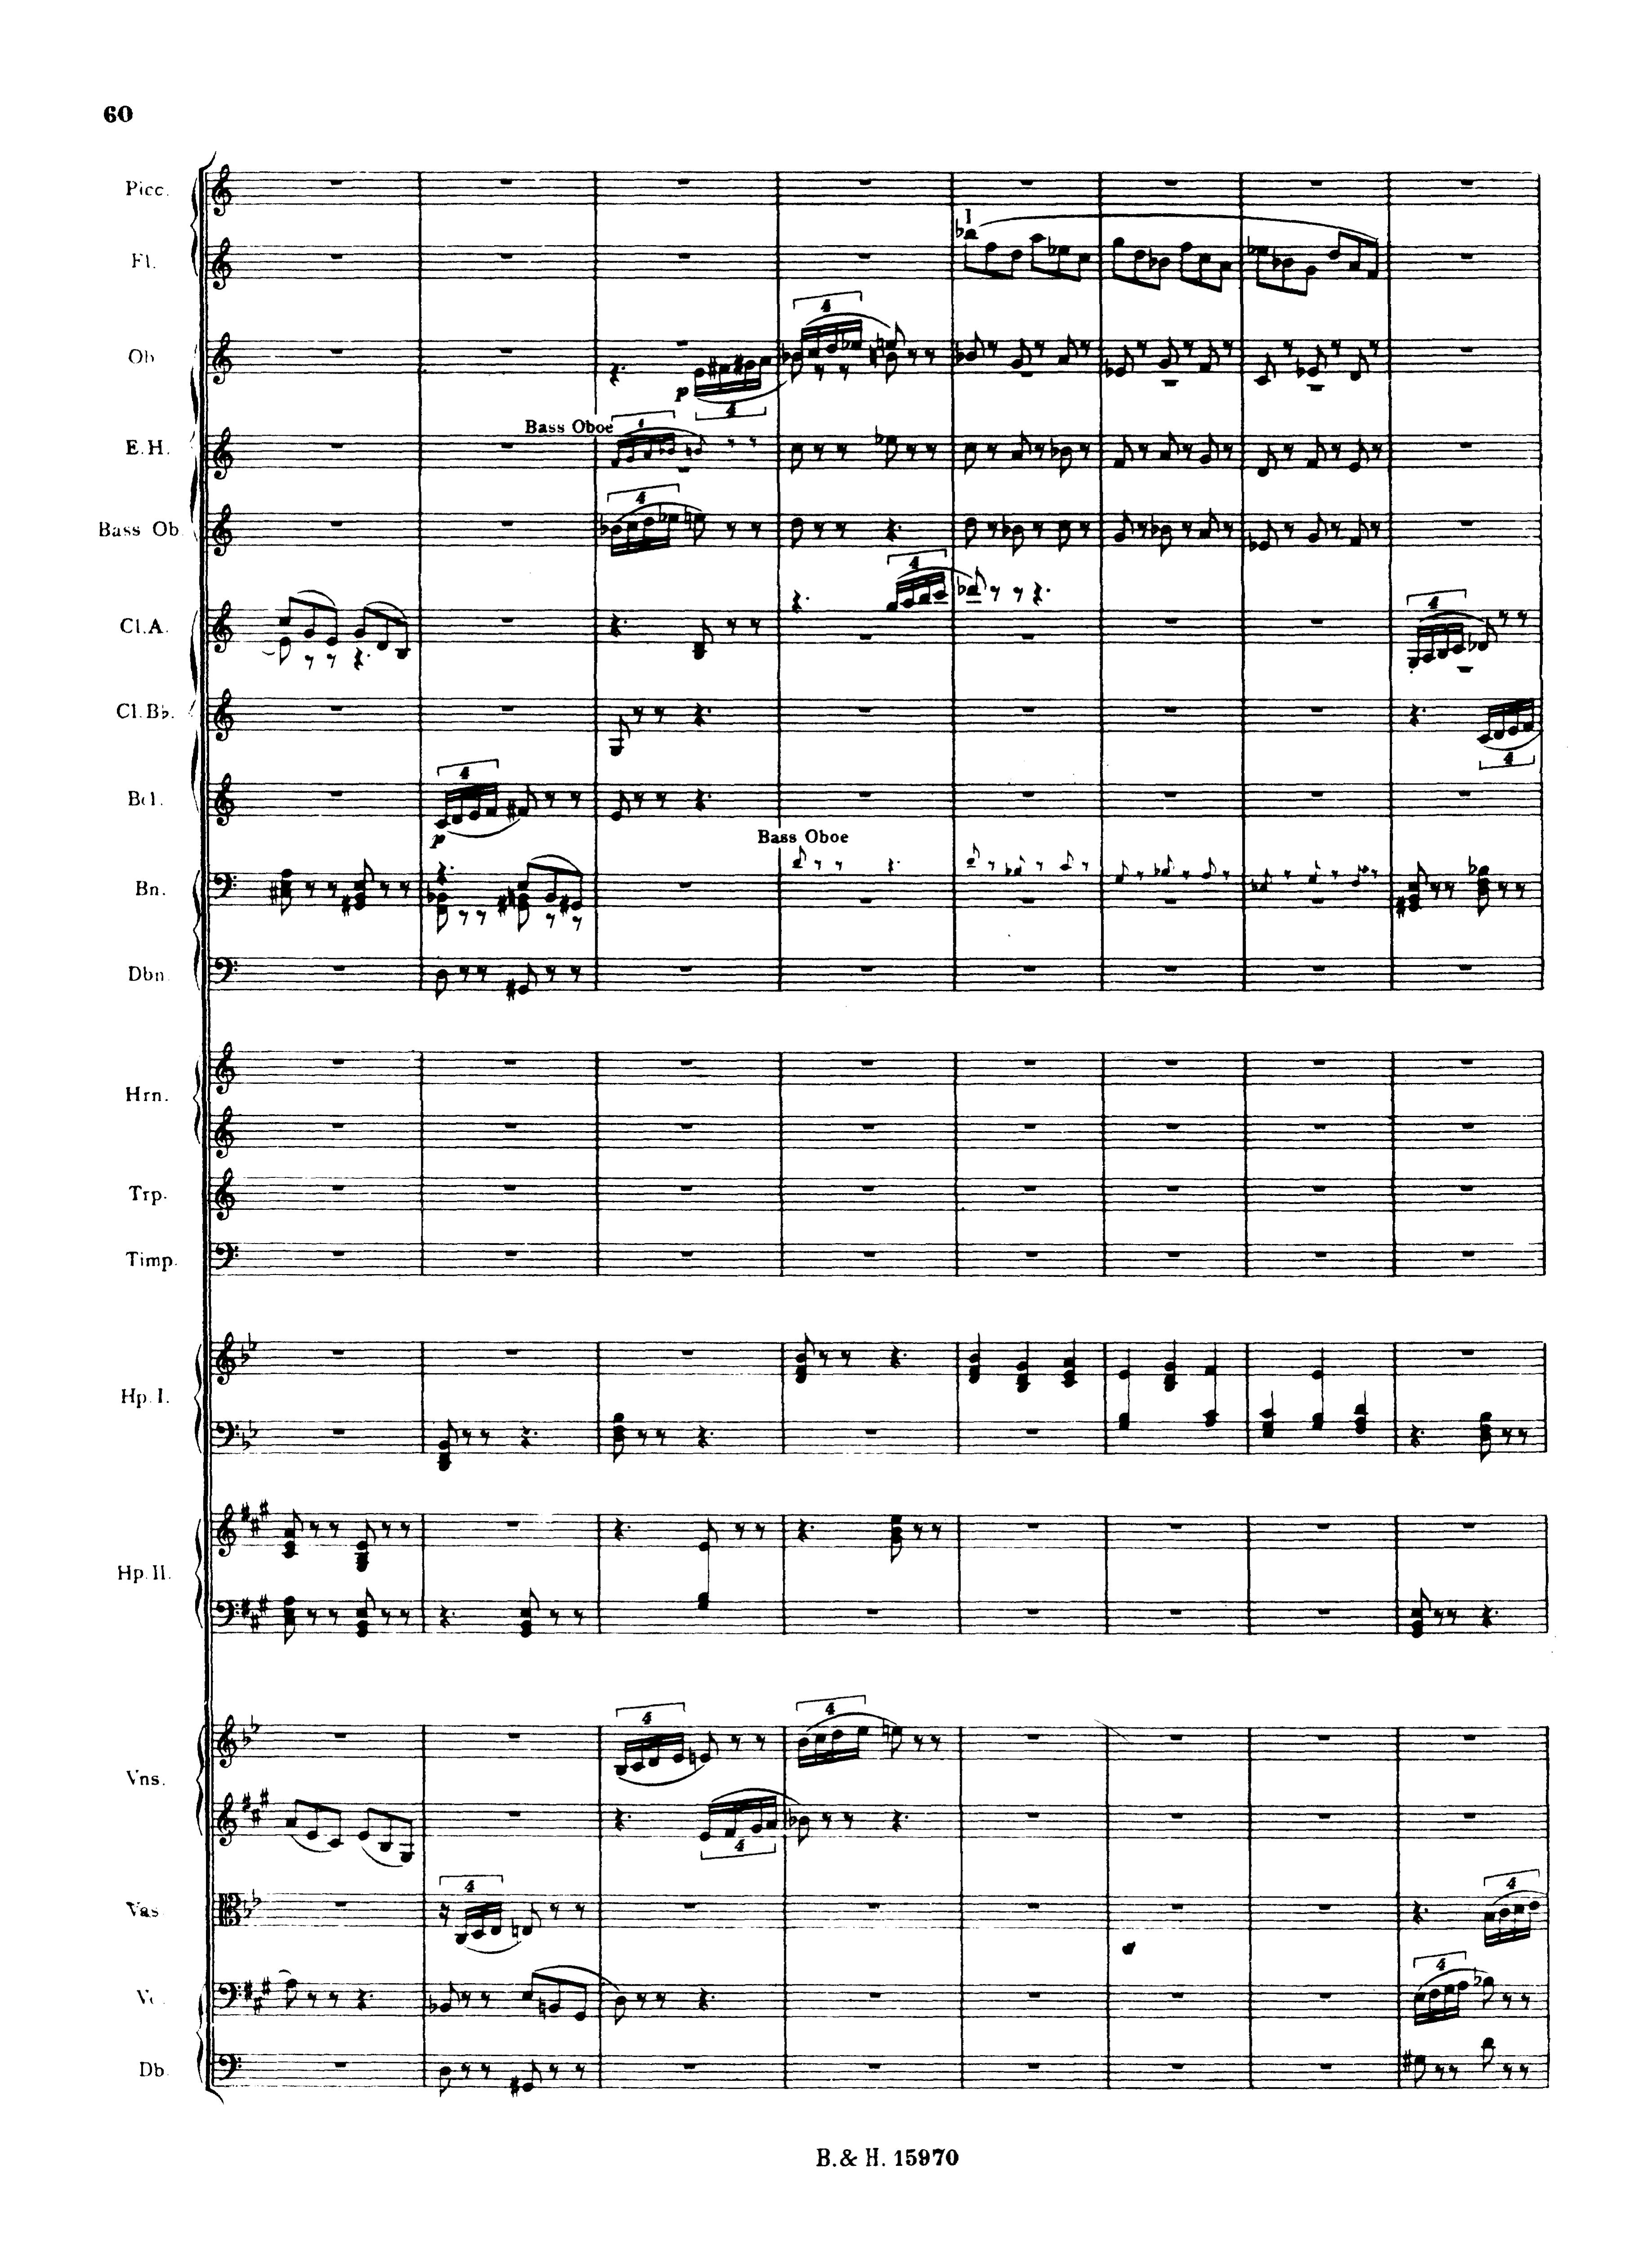 60
Picc.
Fl.
1
Ob
4
p
4
Bass Oboe
E.H.
4
Bass Ob
4
Cl.A.
4
4
Cl.B♭.
4
Bcl.
4
p
Bass Oboe
Bn.
Dbn
Hrn.
Trp.
Timp.
Hp. I.
Hp. II.
Vns.
4
4
4
Vas
4
4
Vc
4
Db
B. & H. 15970